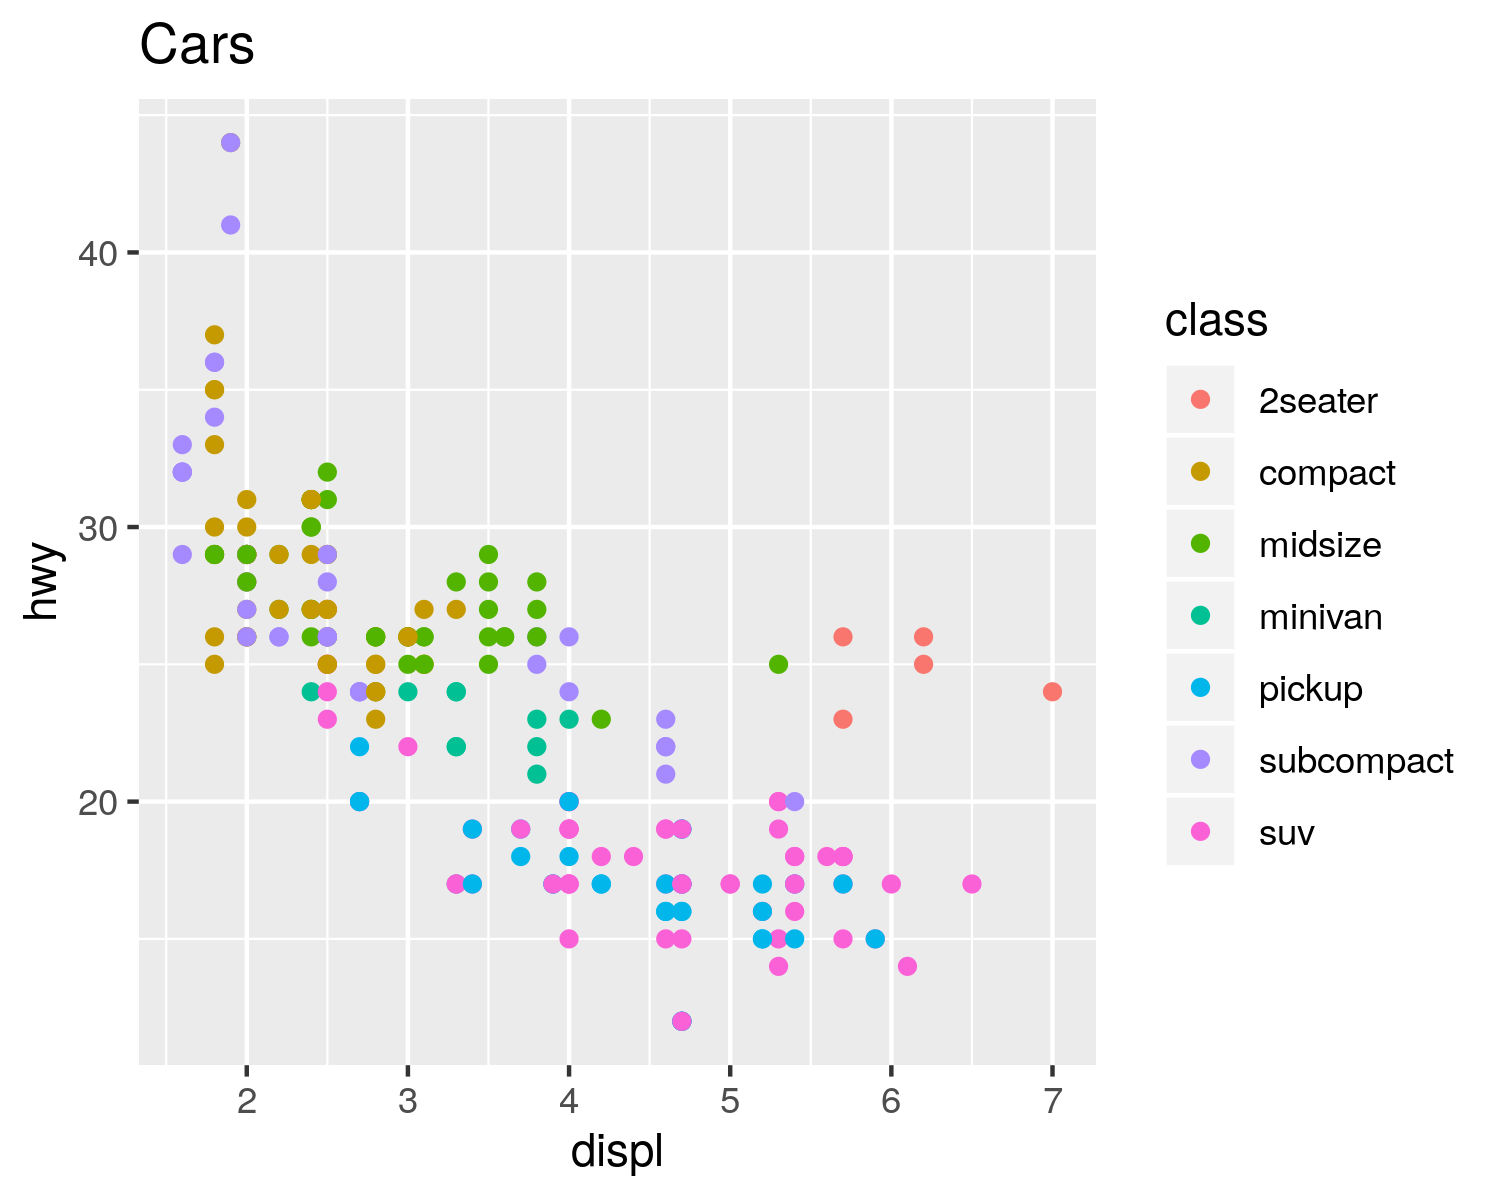 Cars
hwy
40
30
20
2 3 4 5 6 7
displ
class
2seater
compact
midsize
minivan
pickup
subcompact
suv